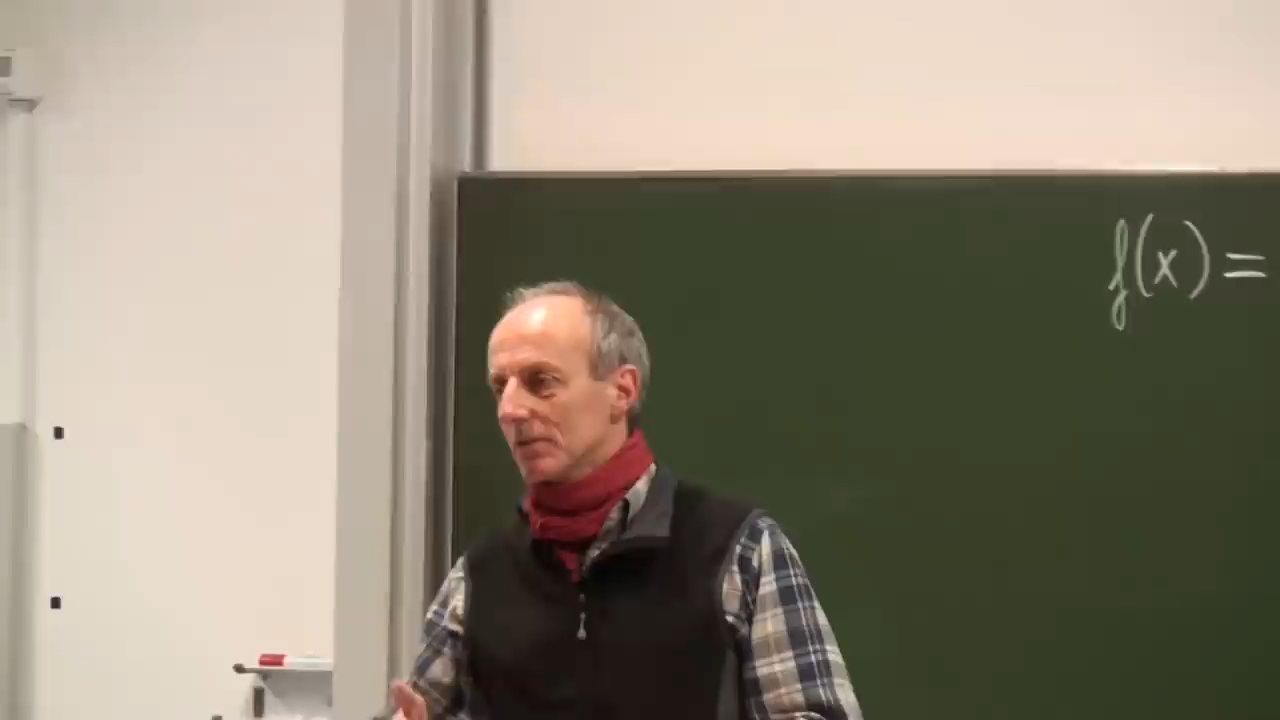 f(x) =